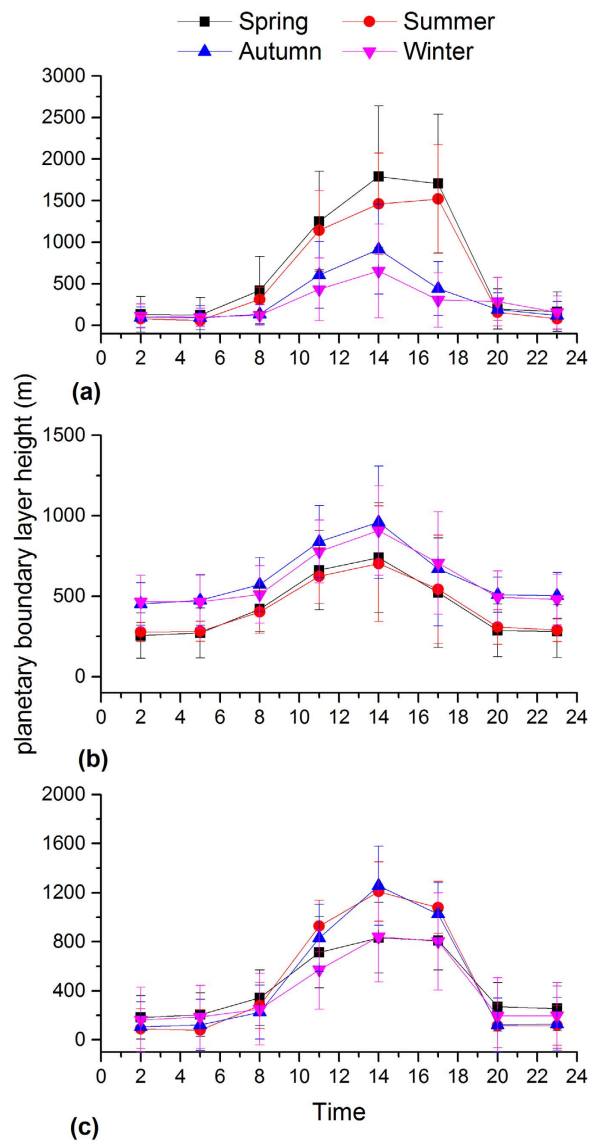 Spring Summer
Autumn Winter
planetary boundary layer height (m)
3000
2500
2000
1500
1000
500
0
0 2 4 6 8 10 12 14 16 18 20 22 24
(a)
1500
1000
500
0
0 2 4 6 8 10 12 14 16 18 20 22 24
(b)
2000
1600
1200
800
400
0
0 2 4 6 8 10 12 14 16 18 20 22 24
Time
(c)